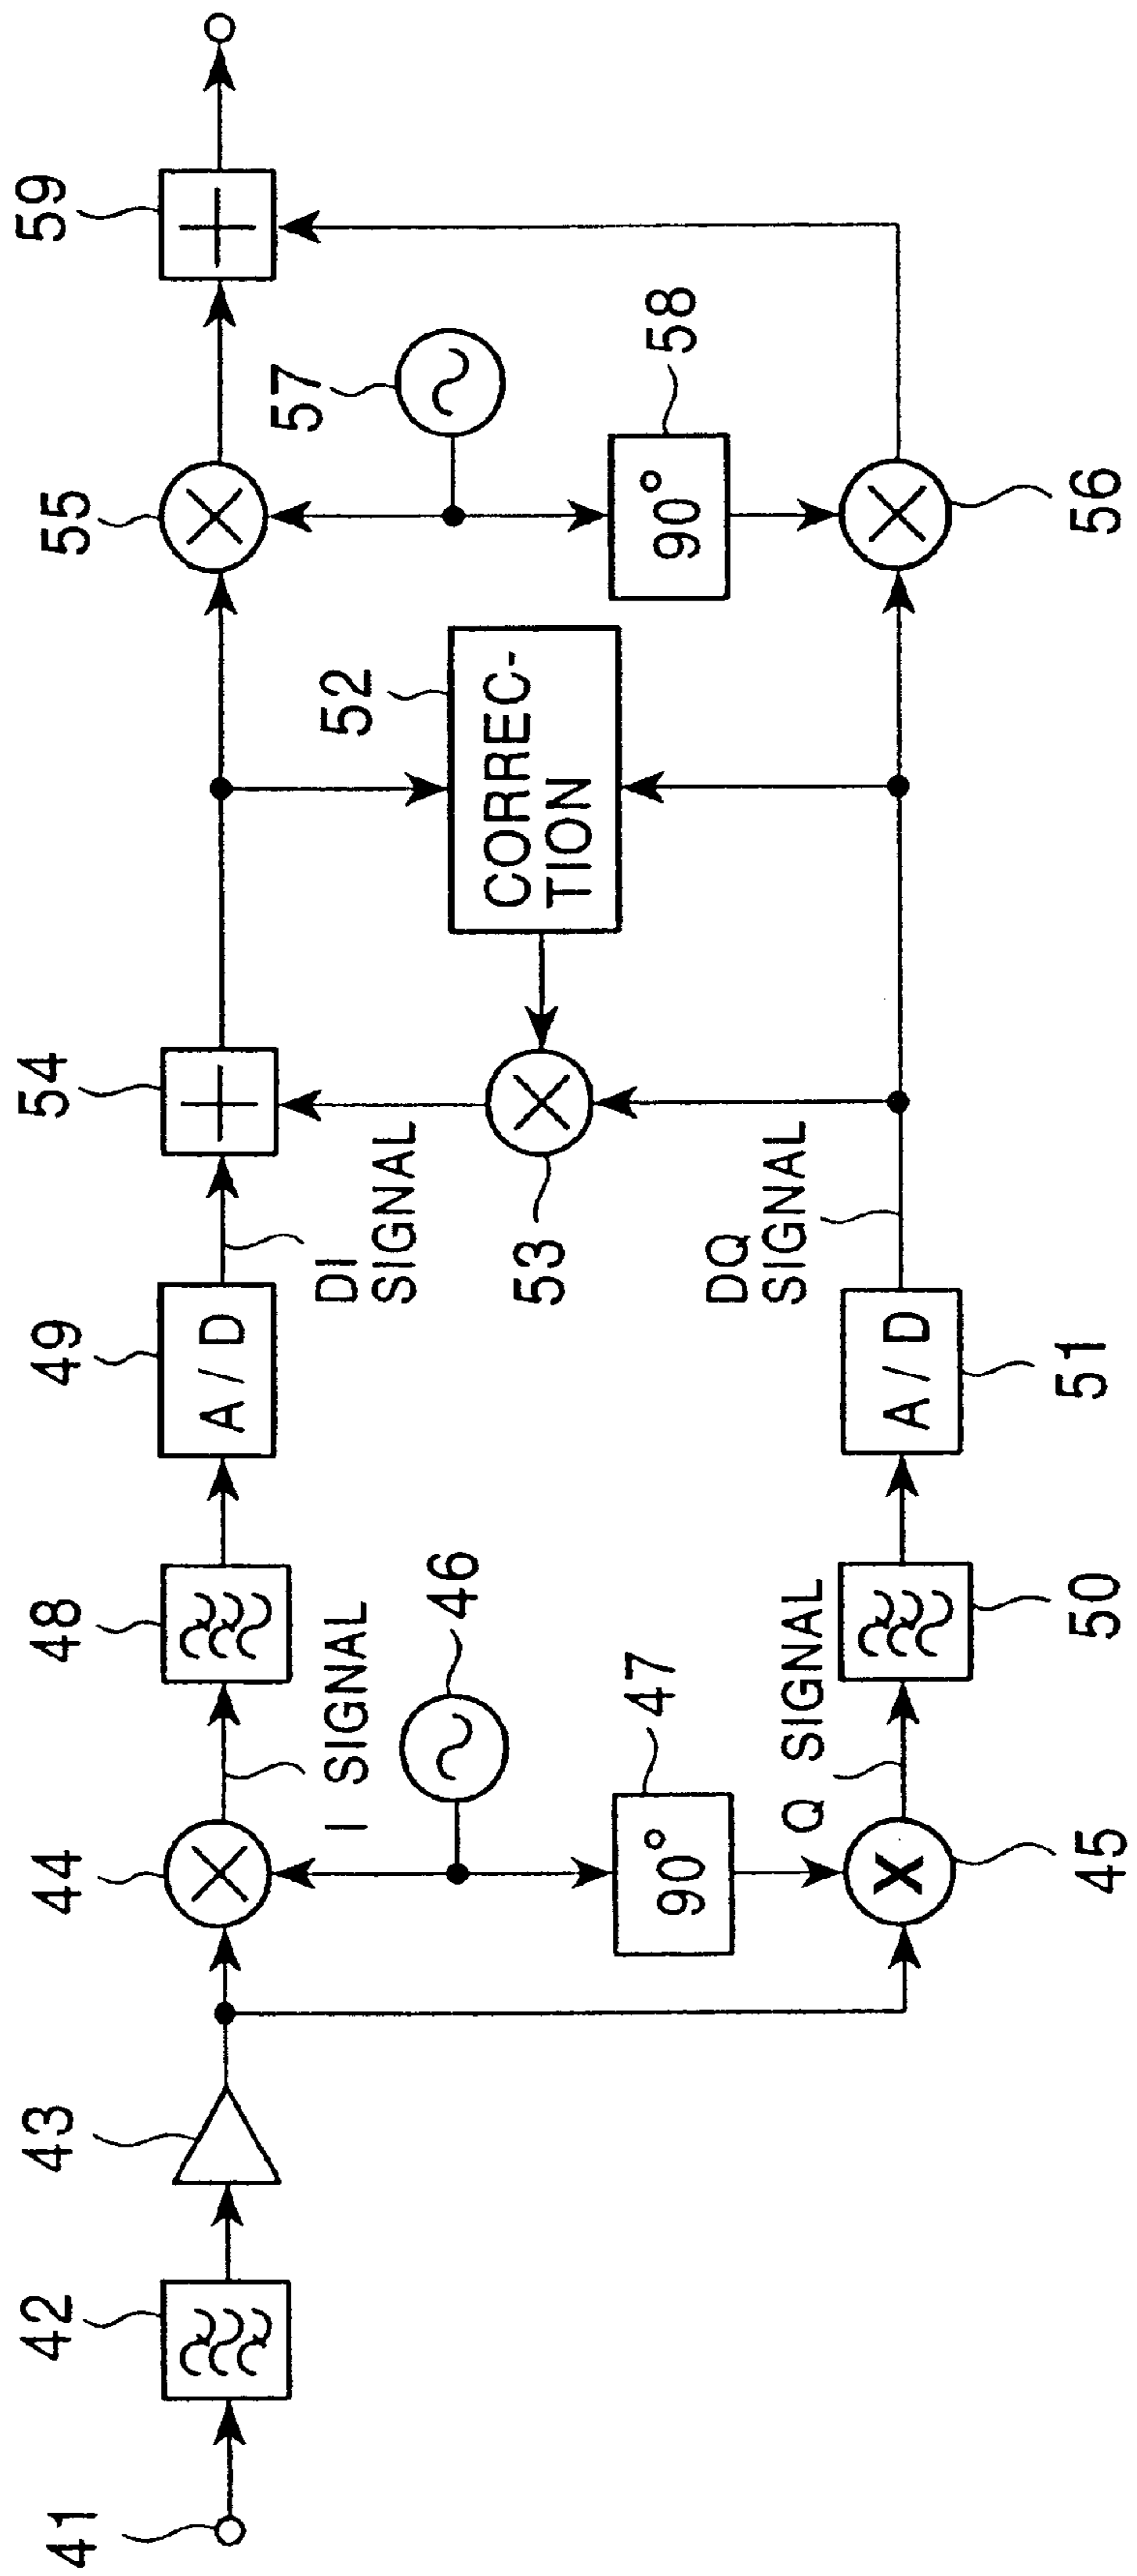 41
42
43
44
I SIGNAL
46
47
90°
Q SIGNAL
45
48
50
49
A / D
A / D
51
DI
SIGNAL
DQ
SIGNAL
54
53
52
CORREC-
TION
55
57
58
90°
56
59